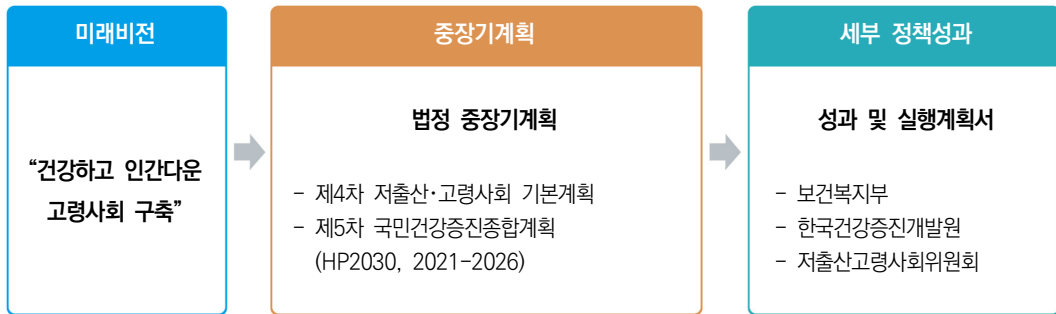 미래비전
“건강하고 인간다운
고령사회 구축”
중장기계획
법정 중장기계획
- 제4차 저출산·고령사회 기본계획
- 제5차 국민건강증진종합계획
(HP2030, 2021-2026)
세부 정책성과
성과 및 실행계획서
- 보건복지부
- 한국건강증진개발원
- 저출산고령사회위원회